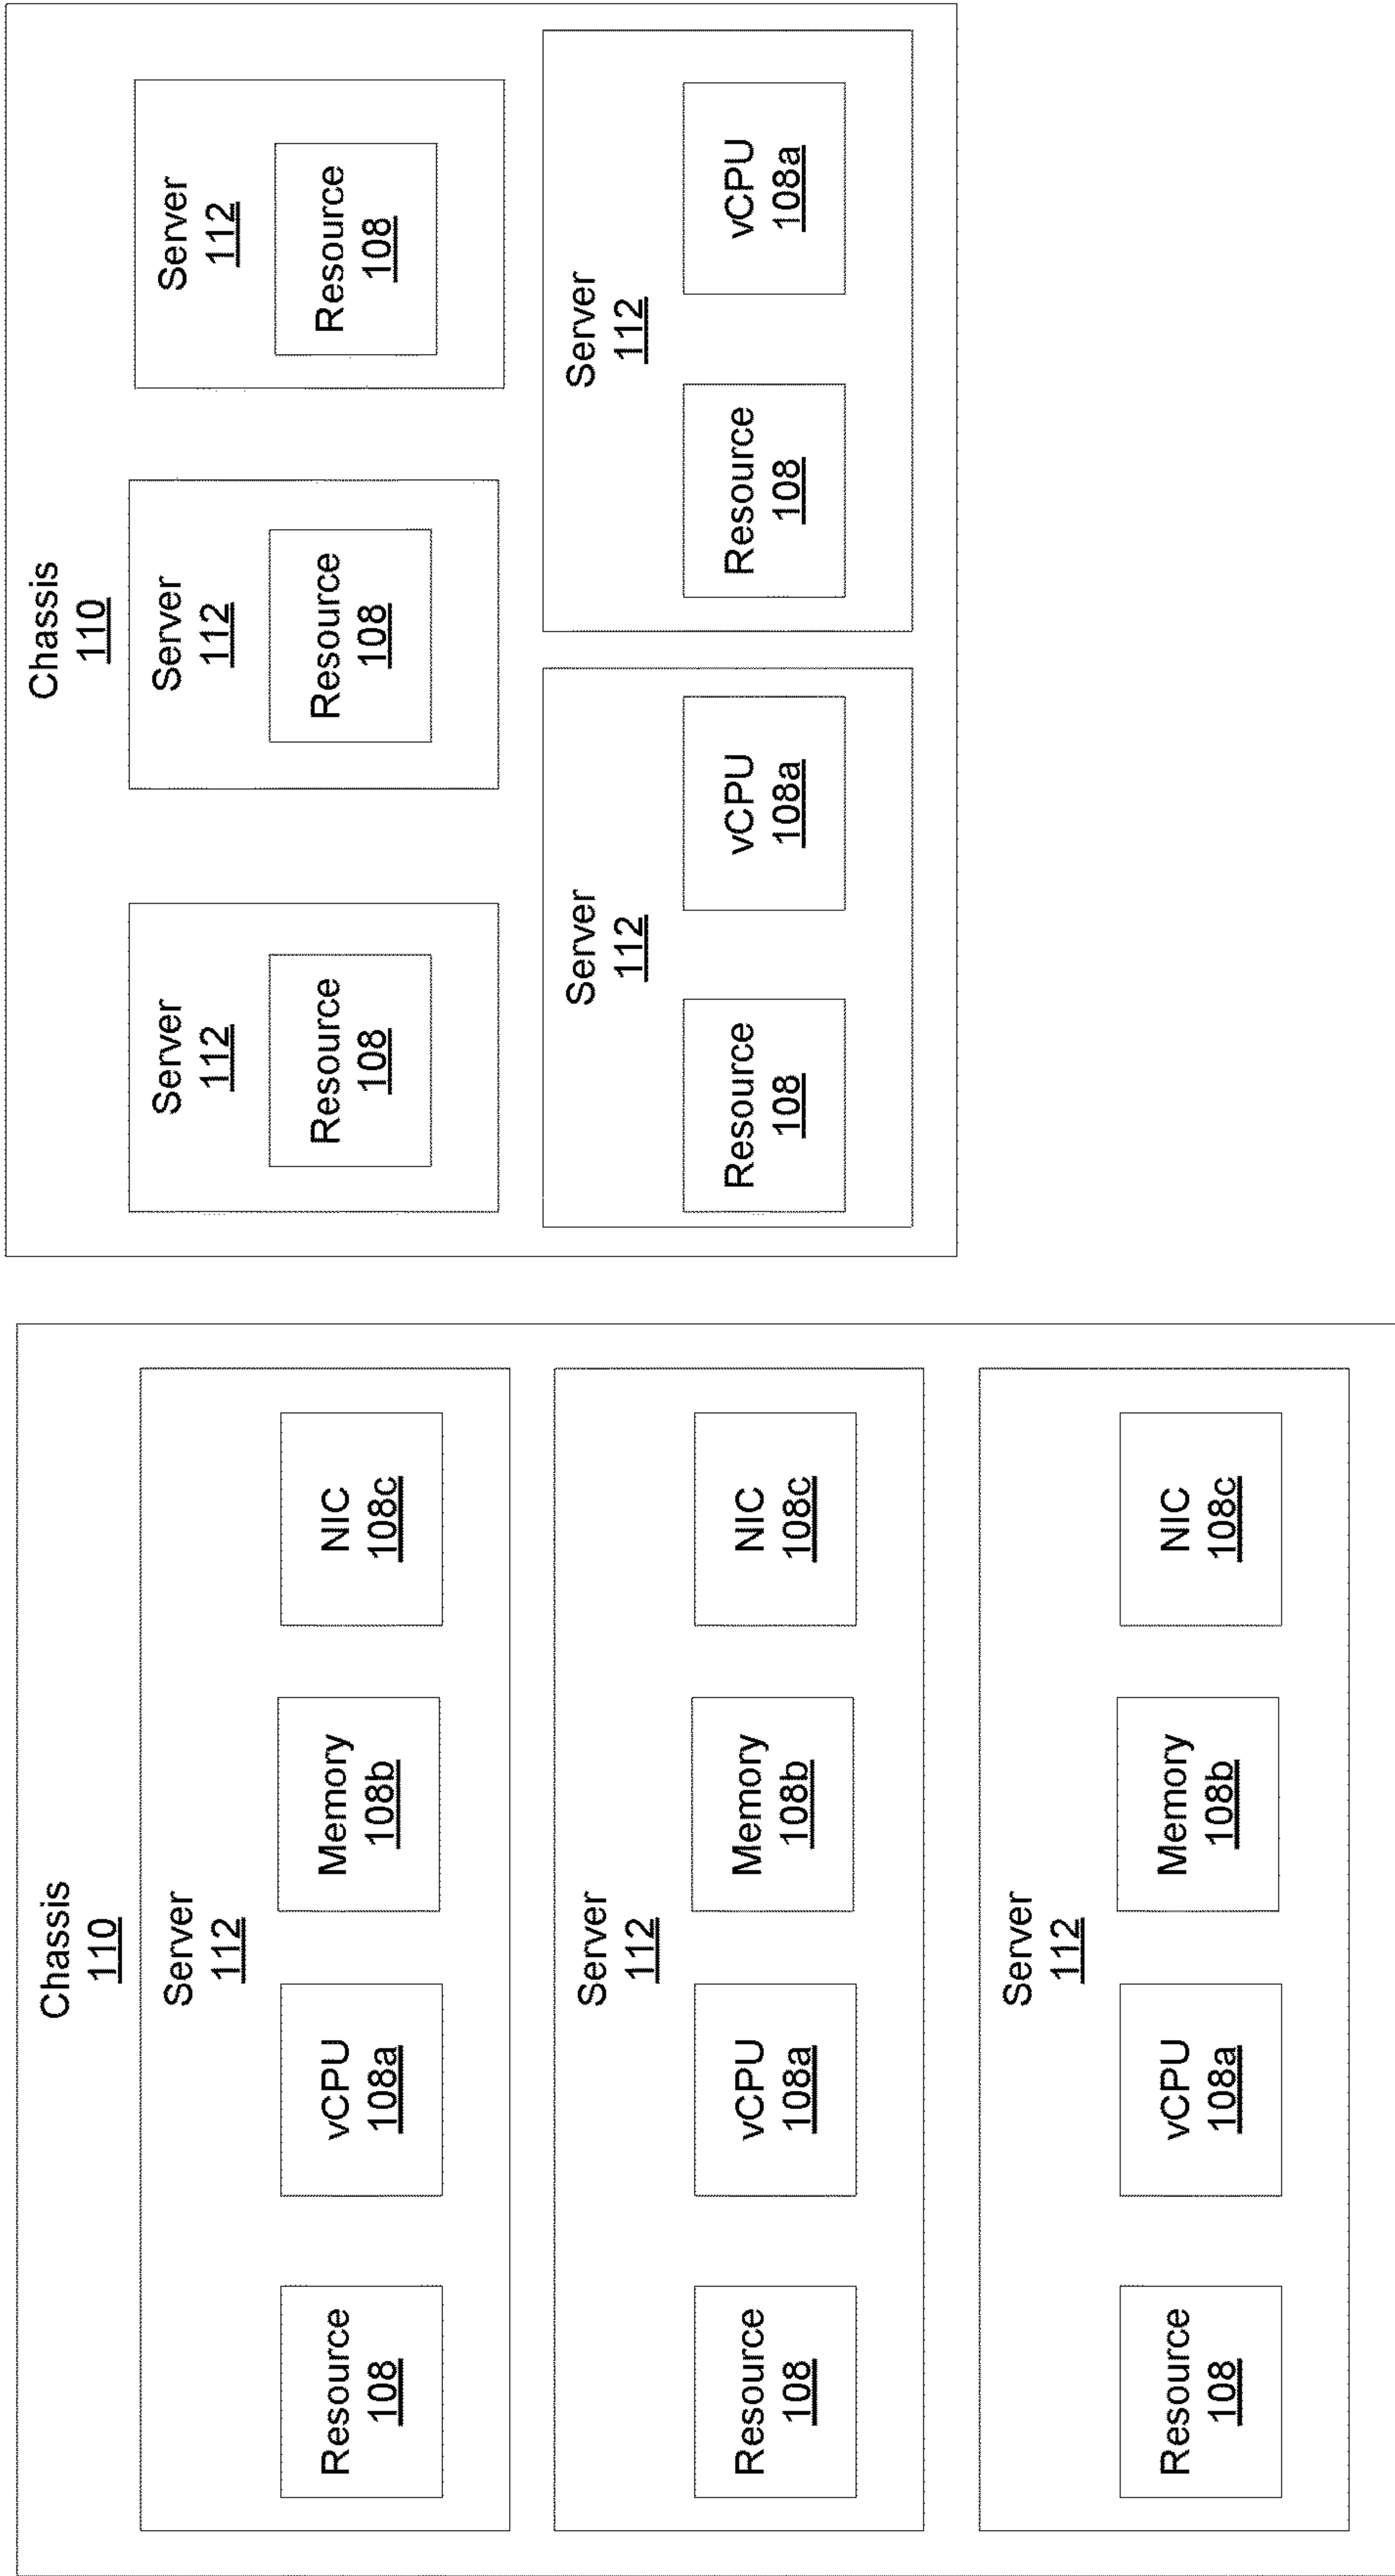 Chassis
110
Server
112
Resource
108
vCPU
108a
Memory
108b
NIC
108c
Server
112
Resource
108
vCPU
108a
Memory
108b
NIC
108c
Server
112
Resource
108
vCPU
108a
Memory
108b
NIC
108c
Chassis
110
Server
112
Resource
108
Server
112
Resource
108
Server
112
Resource
108
Server
112
Resource
108
vCPU
108a
Server
112
Resource
108
vCPU
108a